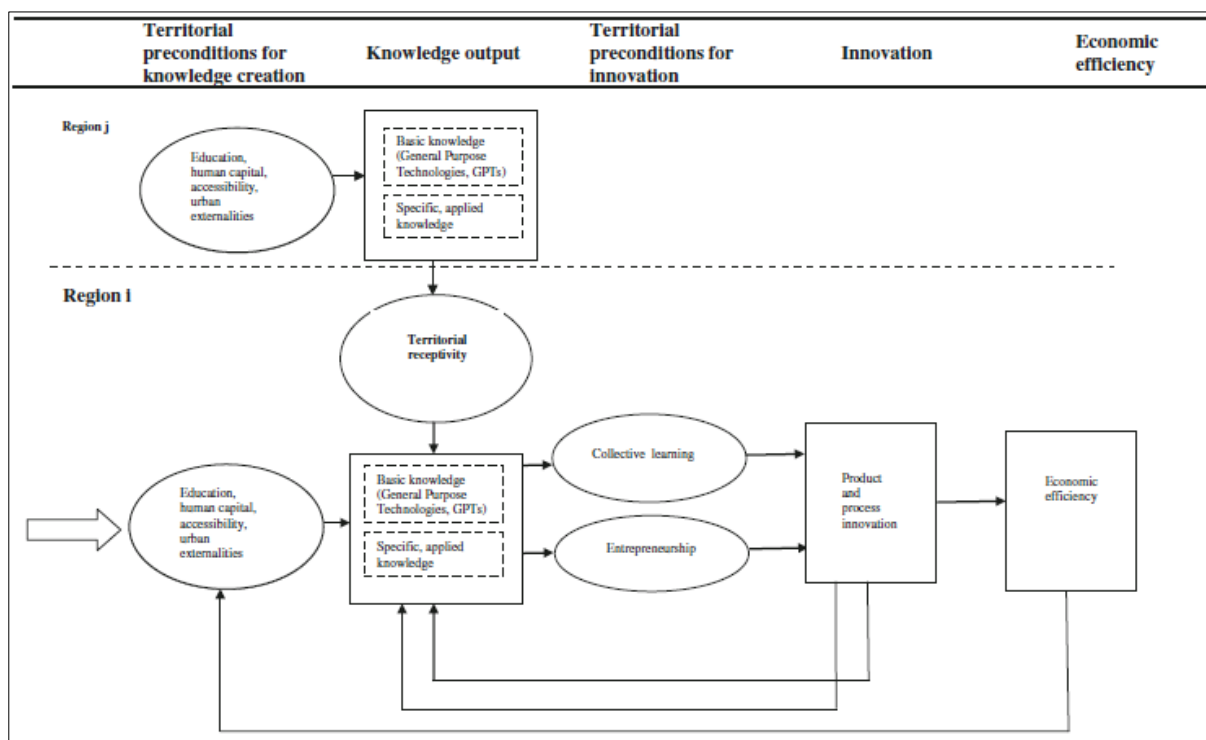 Territorial
preconditions for
knowledge creation
Knowledge output
Territorial
preconditions for
innovation
Innovation
Economic
efficiency
Region j
Education,
human capital,
accessibility,
urban
externalities
Basic knowledge
(General Purpose
Technologies, GPTs)
Specific, applied
knowledge
Region i
Territorial
receptivity
Education,
human capital,
accessibility,
urban
externalities
Basic knowledge
(General Purpose
Technologies, GPTs)
Specific, applied
knowledge
Collective learning
Entrepreneurship
Product
and
process
innovation
Economic
efficiency